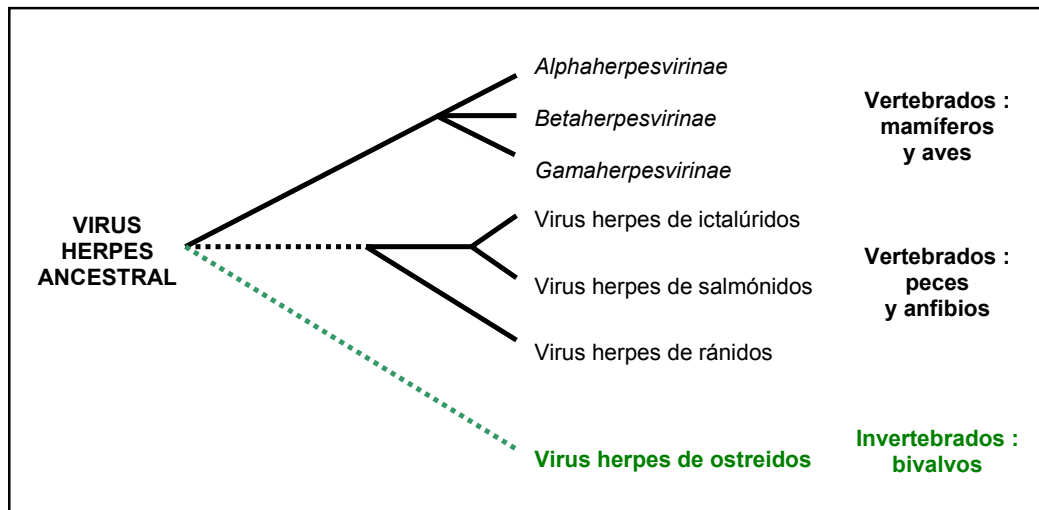 Alphaherpesvirinae
Betaherpesvirinae
Gamaherpesvirinae
Vertebrados :
mamíferos
y aves
VIRUS
HERPES
ANCESTRAL
Virus herpes de ictalúridos
Virus herpes de salmónidos
Virus herpes de ránidos
Vertebrados :
peces
y anfibios
Virus herpes de ostreidos
Invertebrados :
bivalvos